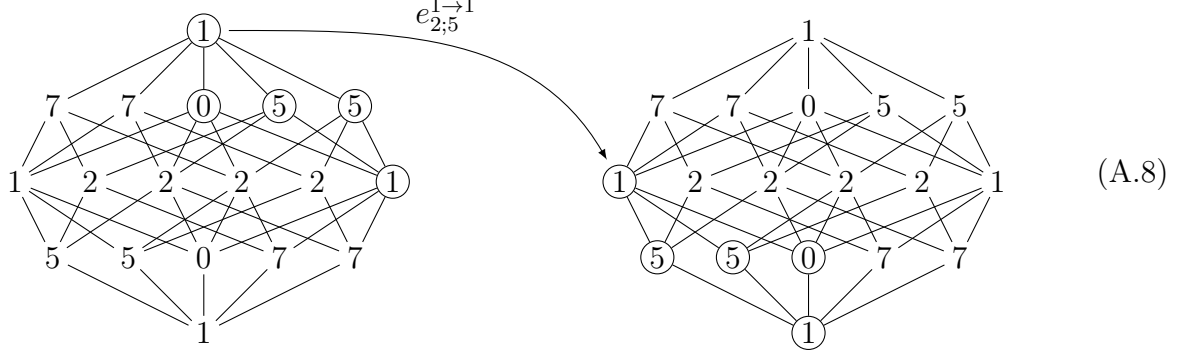 e_{2;5}^{1→1}
1 1
7 7 0 5 5 7 7 0 5 5
1 2 2 2 2 1 1 2 2 2 2 1 (A.8)
5 5 0 7 7 5 5 0 7 7
1 1